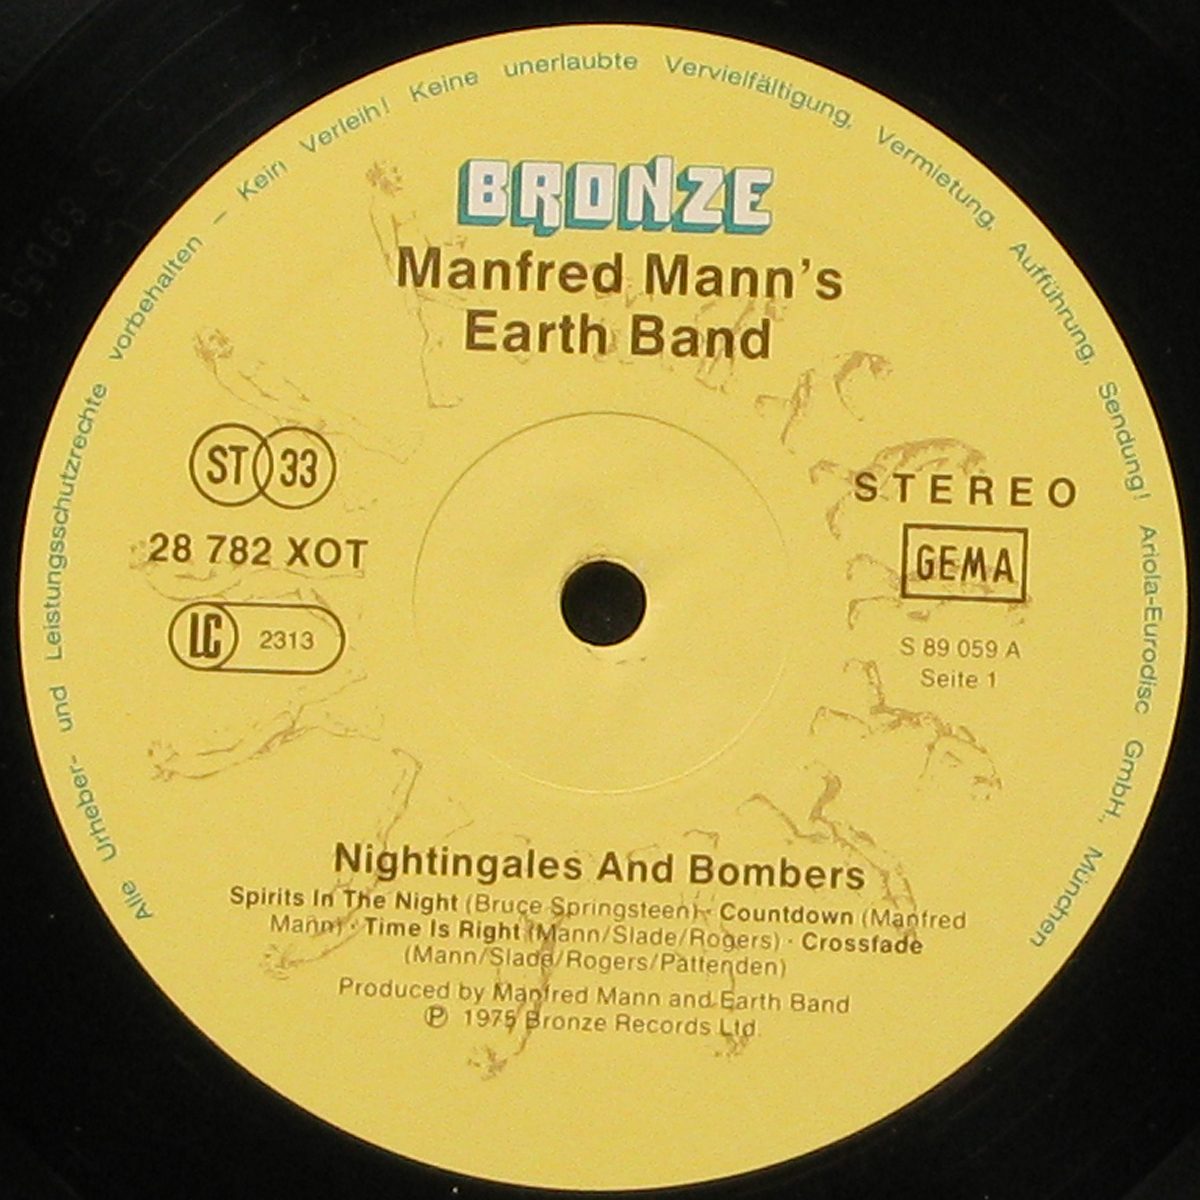 Alle Urheber- und Leistungsschutzrechte vorbehalten – Kein Verleih! Keine unerlaubte Vervielfältigung, Vermietung, Aufführung, Sendung! Ariola-Eurodisc GmbH., München
BRONZE
Manfred Mann's
Earth Band
ST 33
STEREO
28 782 XOT
GEMA
LC 2313
S 89 059 A
Seite 1
Nightingales And Bombers
Spirits In The Night (Bruce Springsteen) · Countdown (Manfred
Mann) · Time Is Right (Mann/Slade/Rogers) · Crossfade
(Mann/Slade/Rogers/Pattenden)
Produced by Manfred Mann and Earth Band
℗ 1975 Bronze Records Ltd.